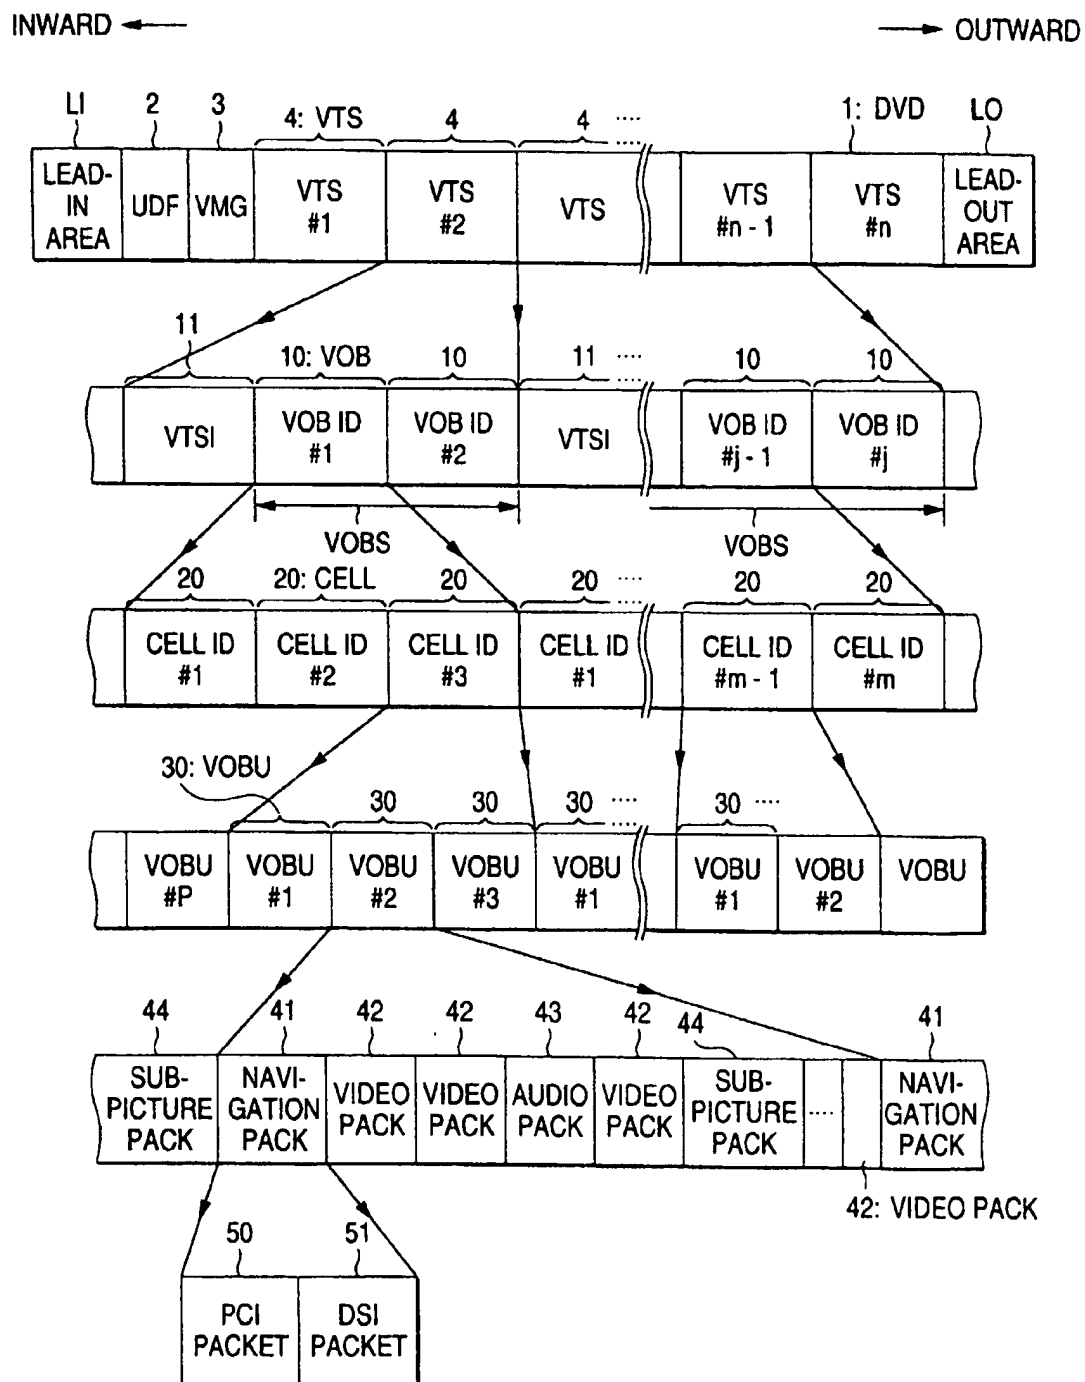 INWARD
OUTWARD
LI
2
3
4: VTS
4
4 ....
1: DVD
LO
LEAD-
IN
AREA
UDF
VMG
VTS
#1
VTS
#2
VTS
VTS
#n - 1
VTS
#n
LEAD-
OUT
AREA
11
10: VOB
10
11 ....
10
10
VTSI
VOB ID
#1
VOB ID
#2
VTSI
VOB ID
#j - 1
VOB ID
#j
VOBS
VOBS
20
20: CELL
20
20 ....
20
20
CELL ID
#1
CELL ID
#2
CELL ID
#3
CELL ID
#1
CELL ID
#m - 1
CELL ID
#m
30: VOBU
30
30
30 ....
30 ....
VOBU
#P
VOBU
#1
VOBU
#2
VOBU
#3
VOBU
#1
VOBU
#1
VOBU
#2
VOBU
44
41
42
42
43
42
44
41
SUB-
PICTURE
PACK
NAVI-
GATION
PACK
VIDEO
PACK
VIDEO
PACK
AUDIO
PACK
VIDEO
PACK
SUB-
PICTURE
PACK
....
NAVI-
GATION
PACK
42: VIDEO PACK
50
51
PCI
PACKET
DSI
PACKET